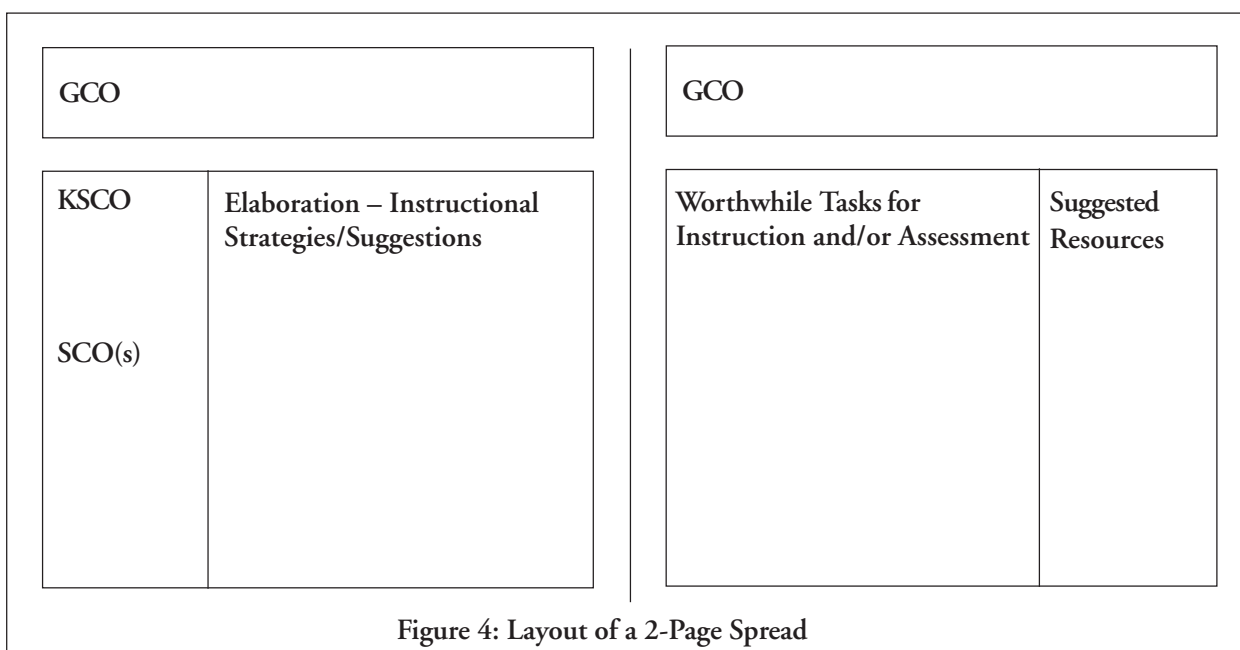 GCO
KSCO
Elaboration – Instructional
Strategies/Suggestions
SCO(s)
GCO
Worthwhile Tasks for
Instruction and/or Assessment
Suggested
Resources
Figure 4: Layout of a 2-Page Spread